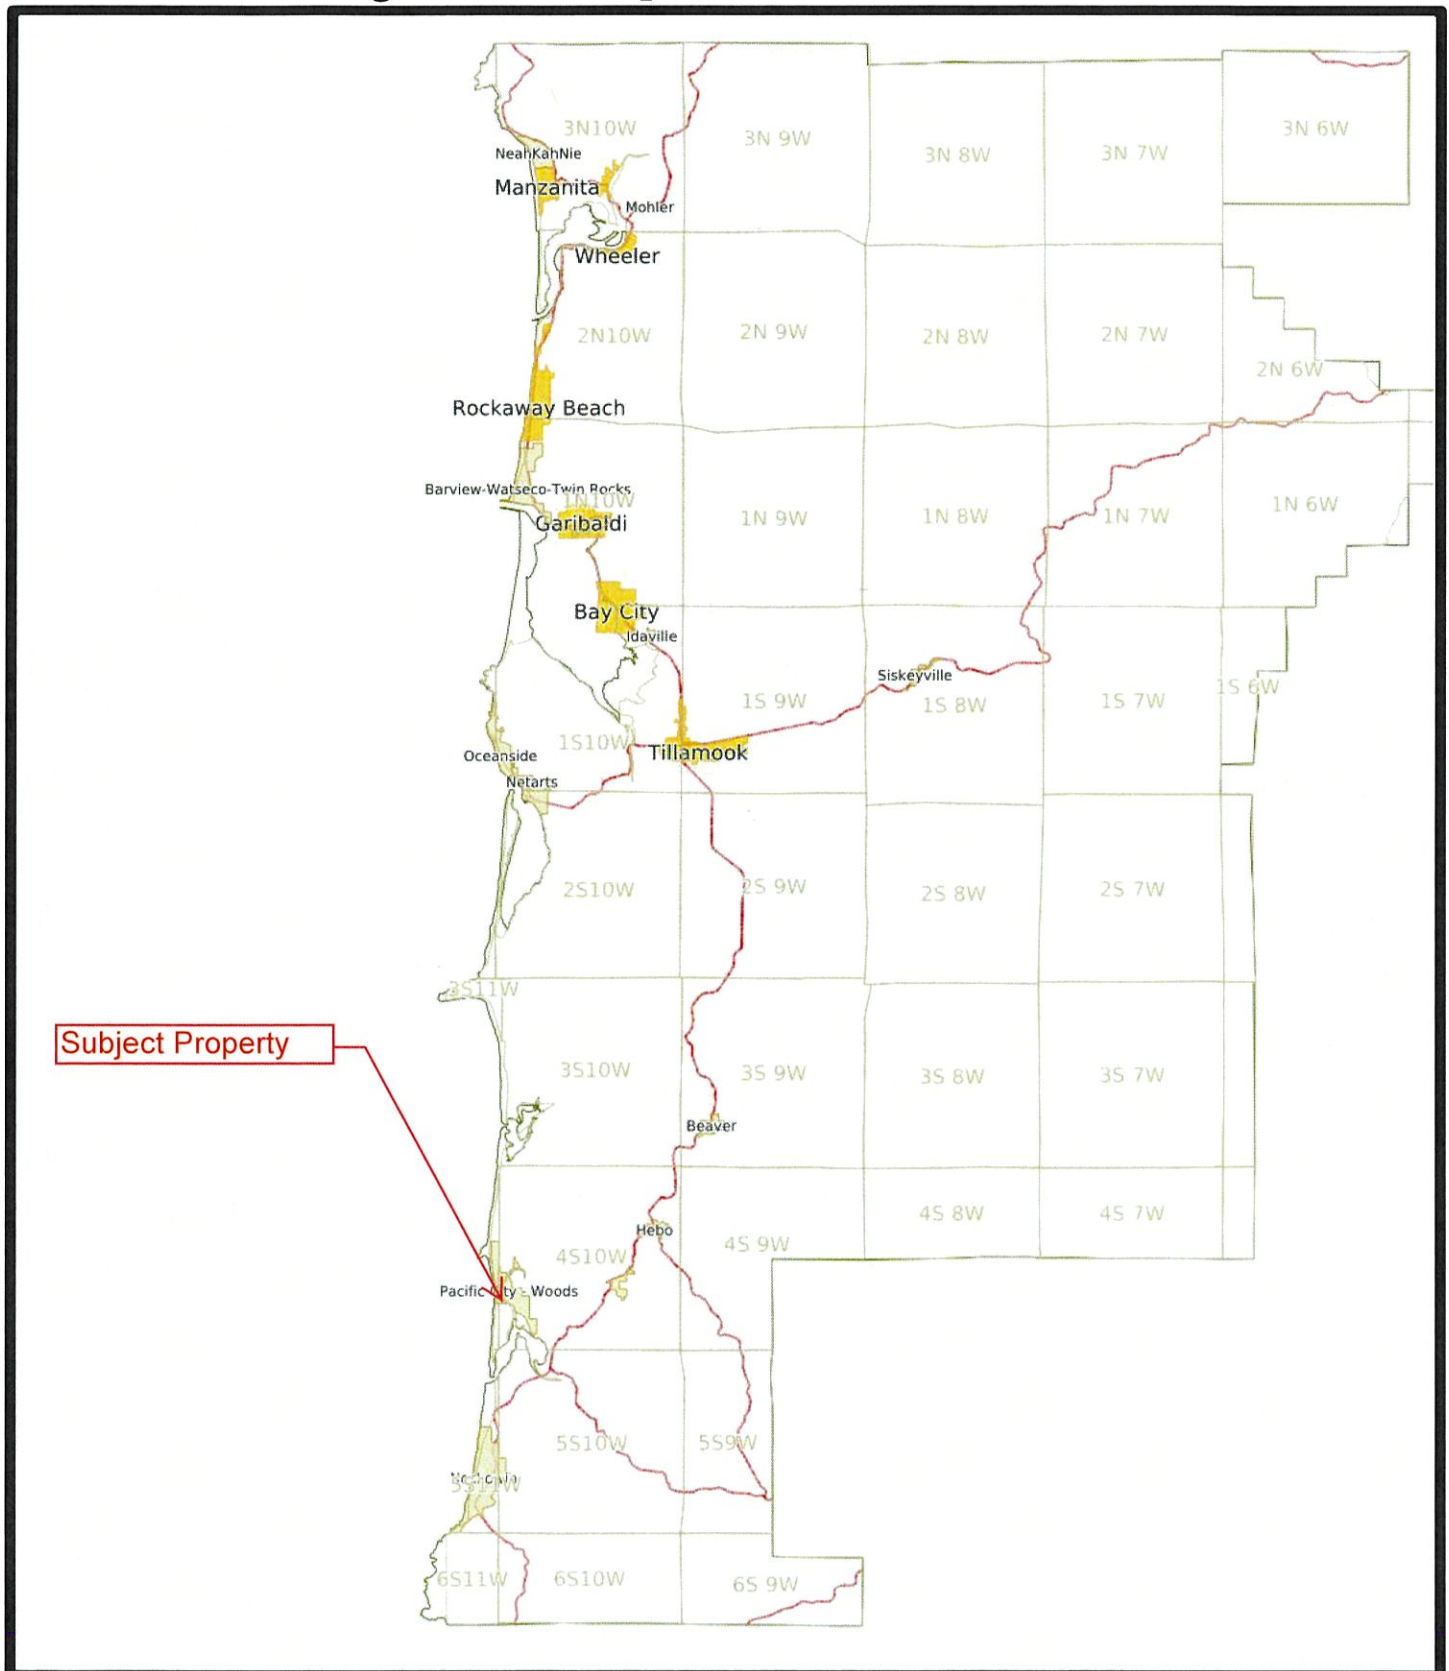 3N10W
3N 9W
3N 8W
3N 7W
3N 6W
NeahKahNie
Manzanita
Mohler
Wheeler
2N10W
2N 9W
2N 8W
2N 7W
2N 6W
Rockaway Beach
Barview-Watseco-Twin Rocks
1N10W
1N 9W
1N 8W
1N 7W
1N 6W
Garibaldi
Bay City
Idaville
Siskeyville
1S 9W
1S 8W
1S 7W
1S 6W
1S10W
Tillamook
Oceanside
Netarts
2S10W
2S 9W
2S 8W
2S 7W
3S11W
Subject Property
3S10W
3S 9W
3S 8W
3S 7W
Beaver
4S 8W
4S 7W
Hebo
4S10W
4S 9W
Pacific City - Woods
5S10W
5S9W
5S11W
6S11W
6S10W
6S 9W